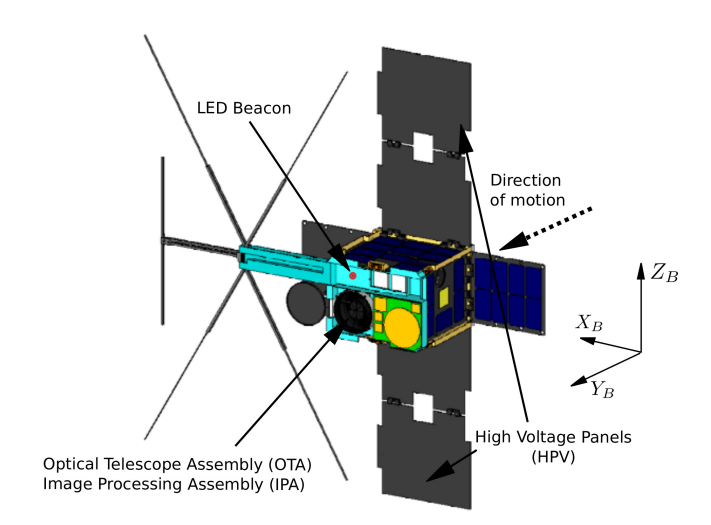 LED Beacon
Direction
of motion
Z_B
X_B
Y_B
High Voltage Panels
(HPV)
Optical Telescope Assembly (OTA)
Image Processing Assembly (IPA)